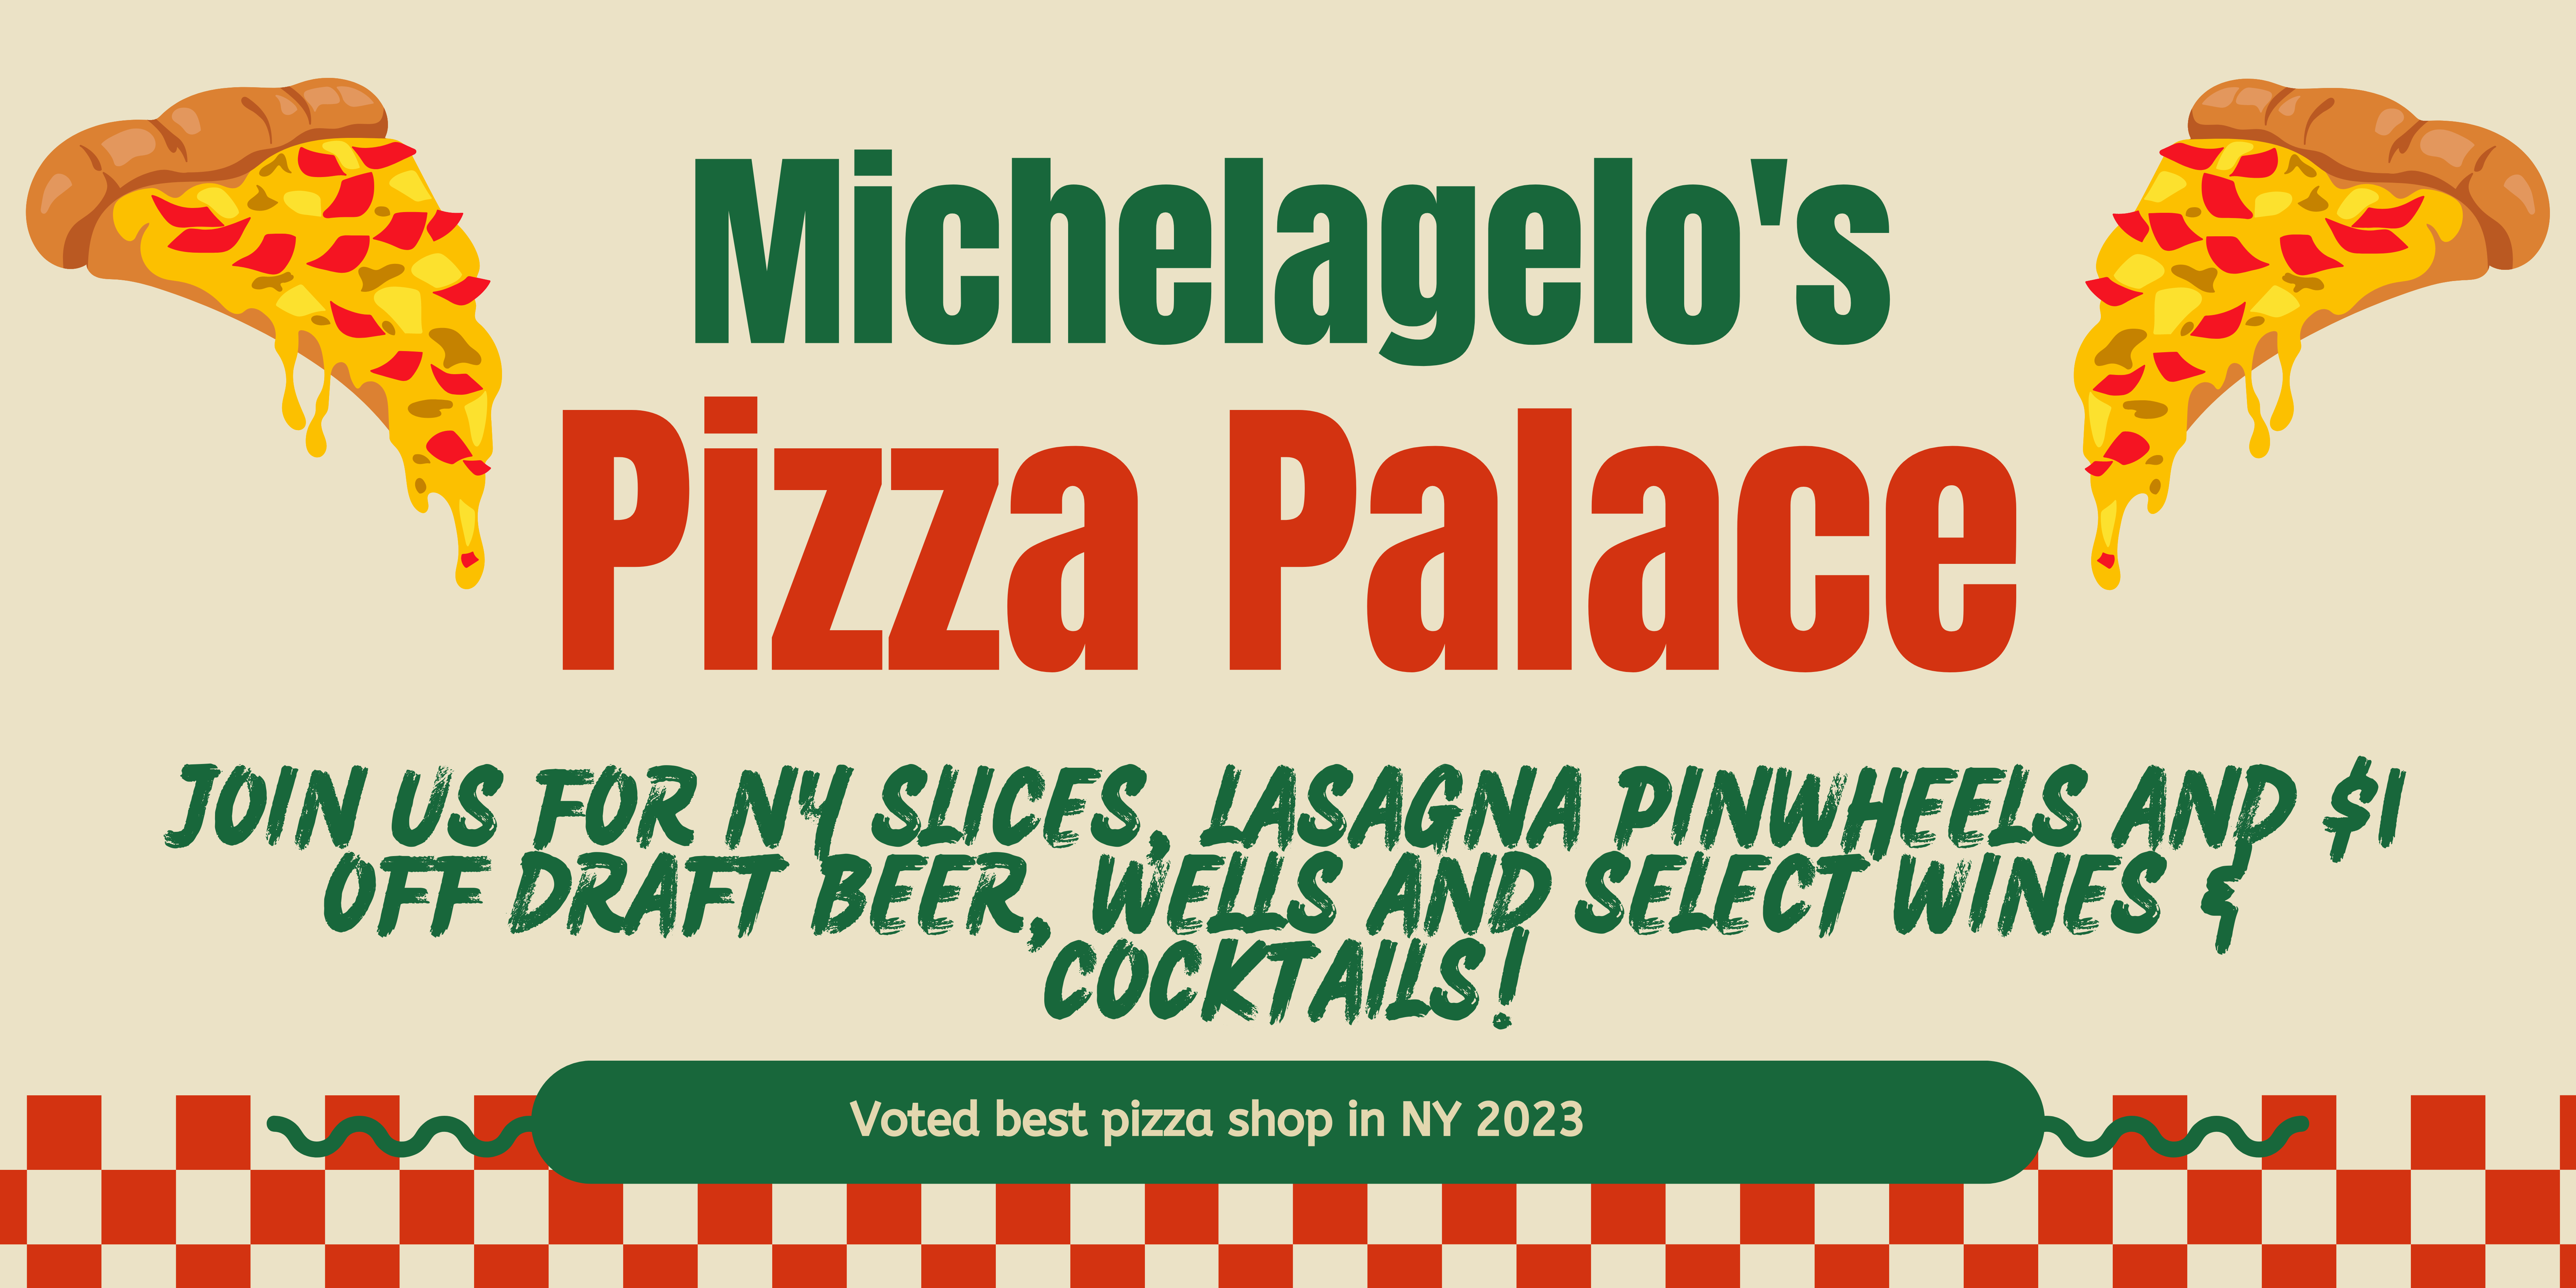 Michelagelo's
Pizza Palace
JOIN US FOR NY SLICES, LASAGNA PINWHEELS AND $1
OFF DRAFT BEER, WELLS AND SELECT WINES &
COCKTAILS!
Voted best pizza shop in NY 2023